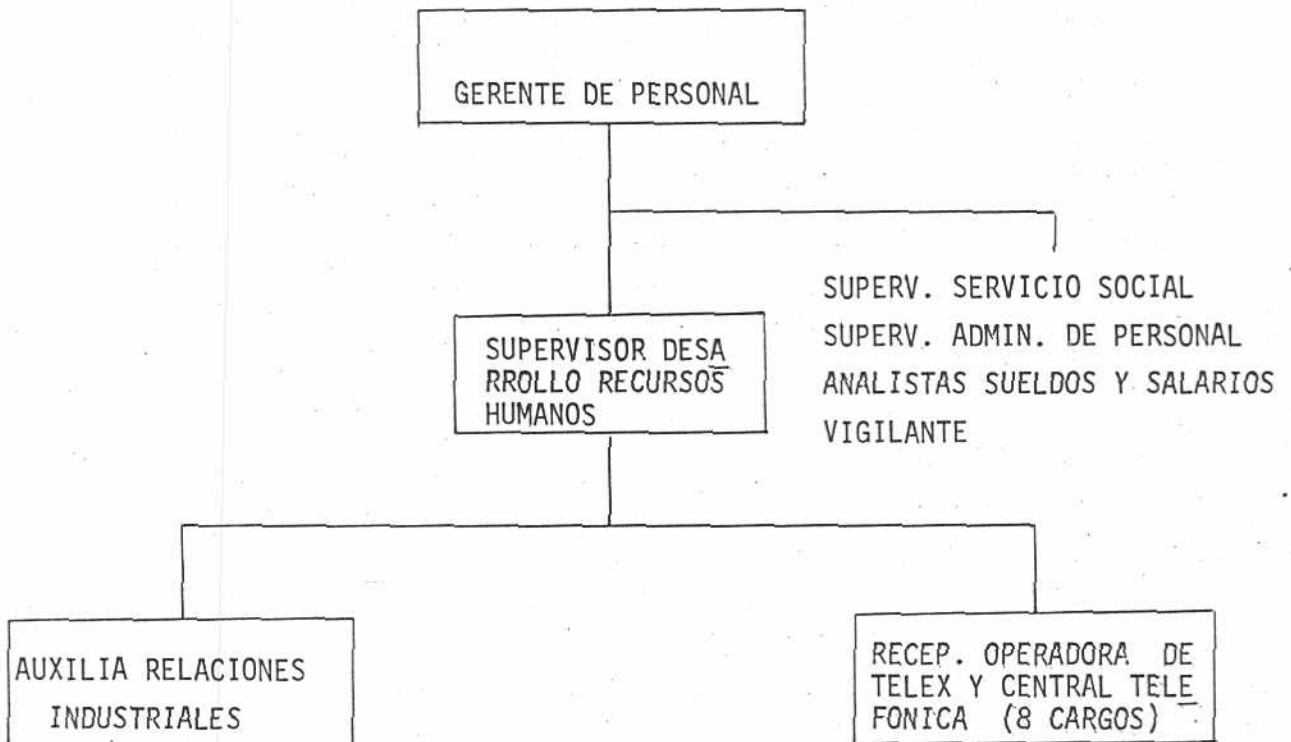 GERENTE DE PERSONAL
SUPERV. SERVICIO SOCIAL
SUPERV. ADMIN. DE PERSONAL
ANALISTAS SUELDOS Y SALARIOS
VIGILANTE
SUPERVISOR DESA
RROLLO RECURSOS
HUMANOS
AUXILIA RELACIONES
INDUSTRIALES
RECEP. OPERADORA DE
TELEX Y CENTRAL TELE
FONICA (8 CARGOS)